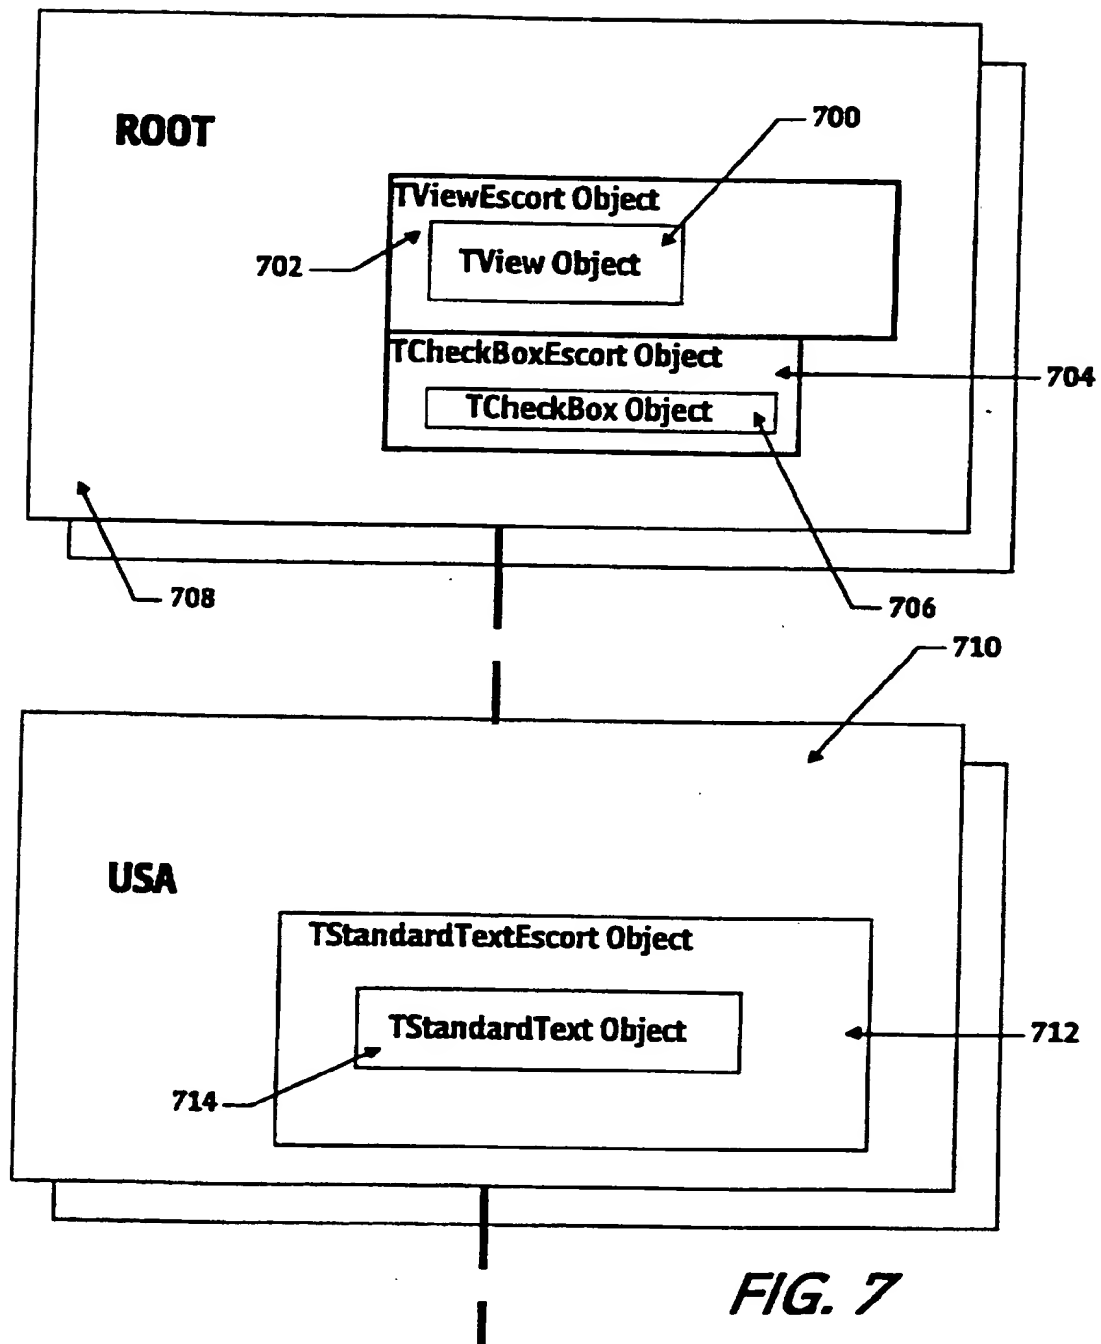 700
ROOT
TViewEscort Object
702
TView Object
TCheckBoxEscort Object
704
TCheckBox Object
708
706
710
USA
TStandardTextEscort Object
TStandardText Object
712
714
FIG. 7